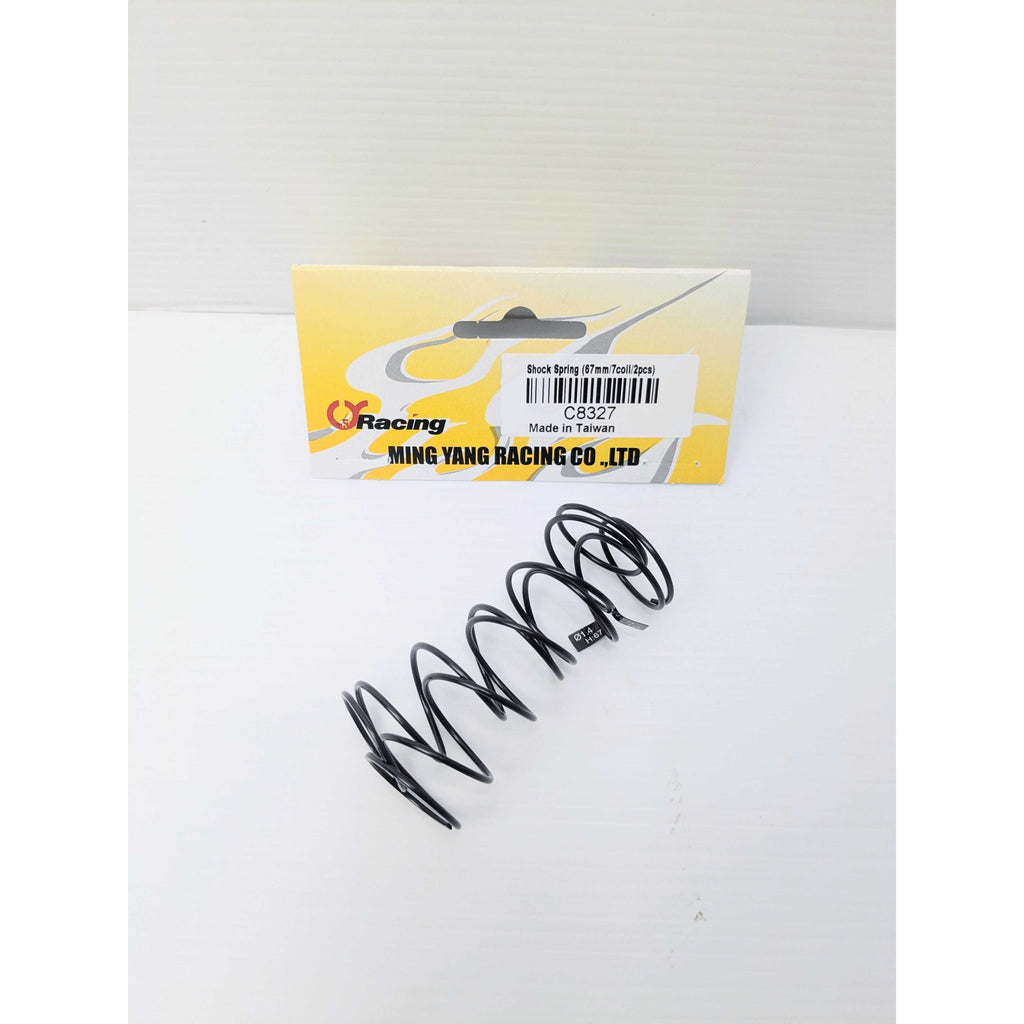 Shock Spring (67mm/7coil/2pcs)
C8327
Made in Taiwan
Racing
MING YANG RACING CO .,LTD
Ø1.4
H:67